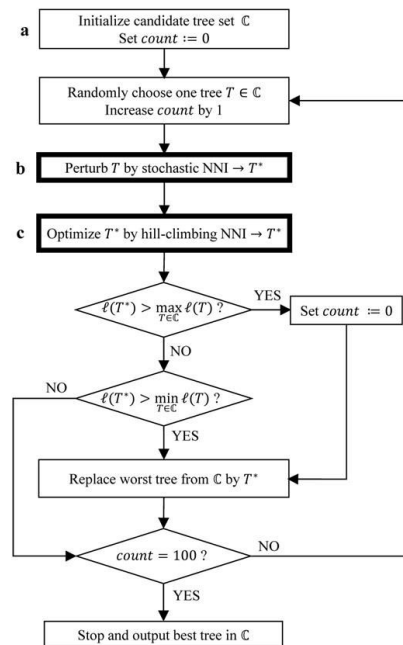 a
Initialize candidate tree set ℂ
Set count := 0
Randomly choose one tree T ∈ ℂ
Increase count by 1
b
Perturb T by stochastic NNI → T*
c
Optimize T* by hill-climbing NNI → T*
ℓ(T*) > max ℓ(T) ?
T∈ℂ
YES
Set count := 0
NO
NO
ℓ(T*) > min ℓ(T) ?
T∈ℂ
YES
Replace worst tree from ℂ by T*
count = 100 ?
NO
YES
Stop and output best tree in ℂ